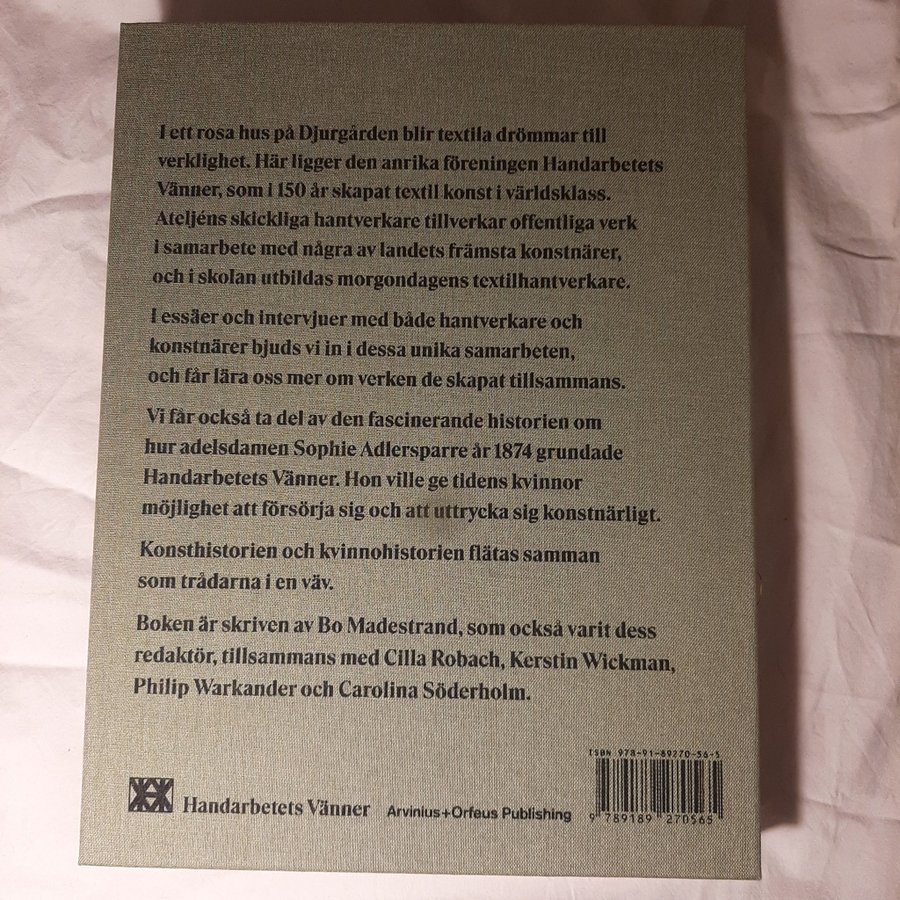 I ett rosa hus på Djurgården blir textila drömmar till
verklighet. Här ligger den anrika föreningen Handarbetets
Vänner, som i 150 år skapat textil konst i världsklass.
Ateljéns skickliga hantverkare tillverkar offentliga verk
i samarbete med några av landets främsta konstnärer,
och i skolan utbildas morgondagens textilhantverkare.
I essäer och intervjuer med både hantverkare och
konstnärer bjuds vi in i dessa unika samarbeten,
och får lära oss mer om verken de skapat tillsammans.
Vi får också ta del av den fascinerande historien om
hur adelsdamen Sophie Adlersparre år 1874 grundade
Handarbetets Vänner. Hon ville ge tidens kvinnor
möjlighet att försörja sig och att uttrycka sig konstnärligt.
Konsthistorien och kvinnohistorien flätas samman
som trådarna i en väv.
Boken är skriven av Bo Madestrand, som också varit dess
redaktör, tillsammans med Cilla Robach, Kerstin Wickman,
Philip Warkander och Carolina Söderholm.
ISBN 978-91-89270-56-5
Handarbetets Vänner
Arvinius+Orfeus Publishing
9 789189 270565